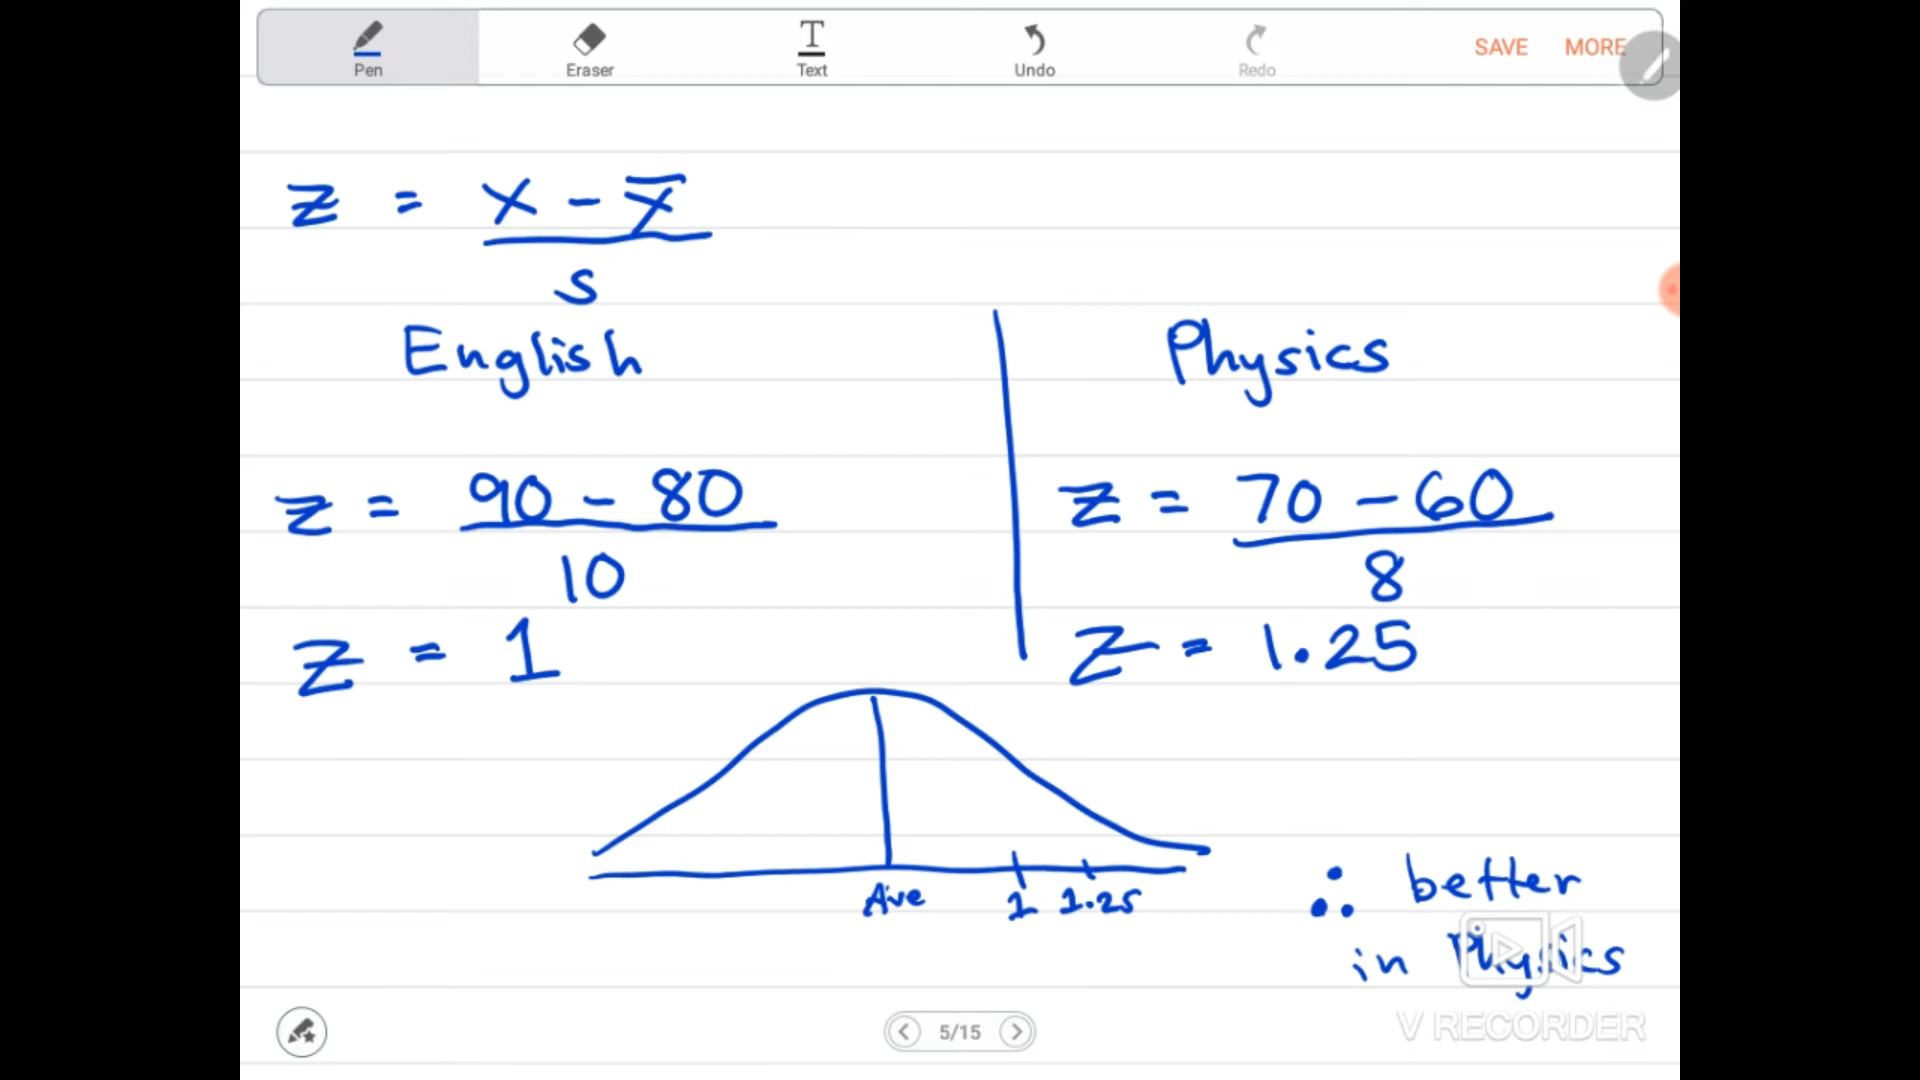 Pen Eraser Text Undo Redo SAVE MORE
z = x - x̄
s
English
Physics
z = 90 - 80
10
z = 70 - 60
8
z = 1
z = 1.25
Ave 1 1.25
∴ better
in Physics
5/15
V RECORDER